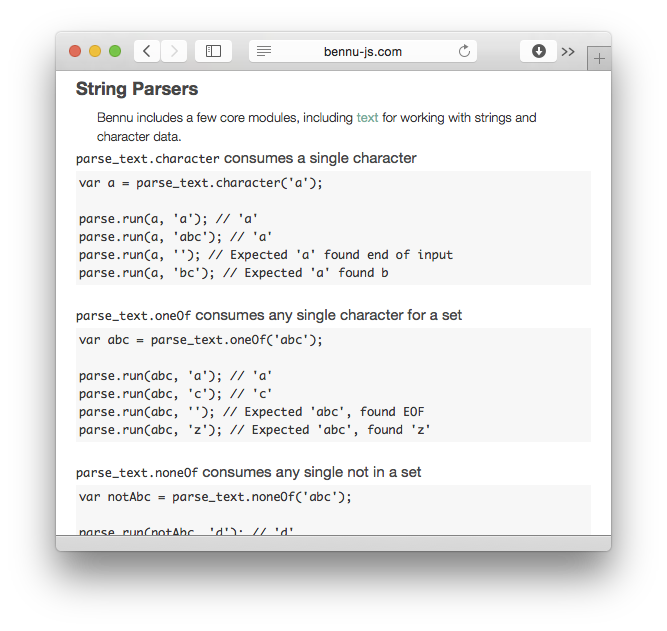 bennu-js.com
String Parsers
Bennu includes a few core modules, including text for working with strings and
character data.
parse_text.character consumes a single character
var a = parse_text.character('a');
parse.run(a, 'a'); // 'a'
parse.run(a, 'abc'); // 'a'
parse.run(a, ''); // Expected 'a' found end of input
parse.run(a, 'bc'); // Expected 'a' found b
parse_text.oneOf consumes any single character for a set
var abc = parse_text.oneOf('abc');
parse.run(abc, 'a'); // 'a'
parse.run(abc, 'c'); // 'c'
parse.run(abc, ''); // Expected 'abc', found EOF
parse.run(abc, 'z'); // Expected 'abc', found 'z'
parse_text.noneOf consumes any single not in a set
var notAbc = parse_text.noneOf('abc');
parse.run(notAbc, 'd'); // 'd'